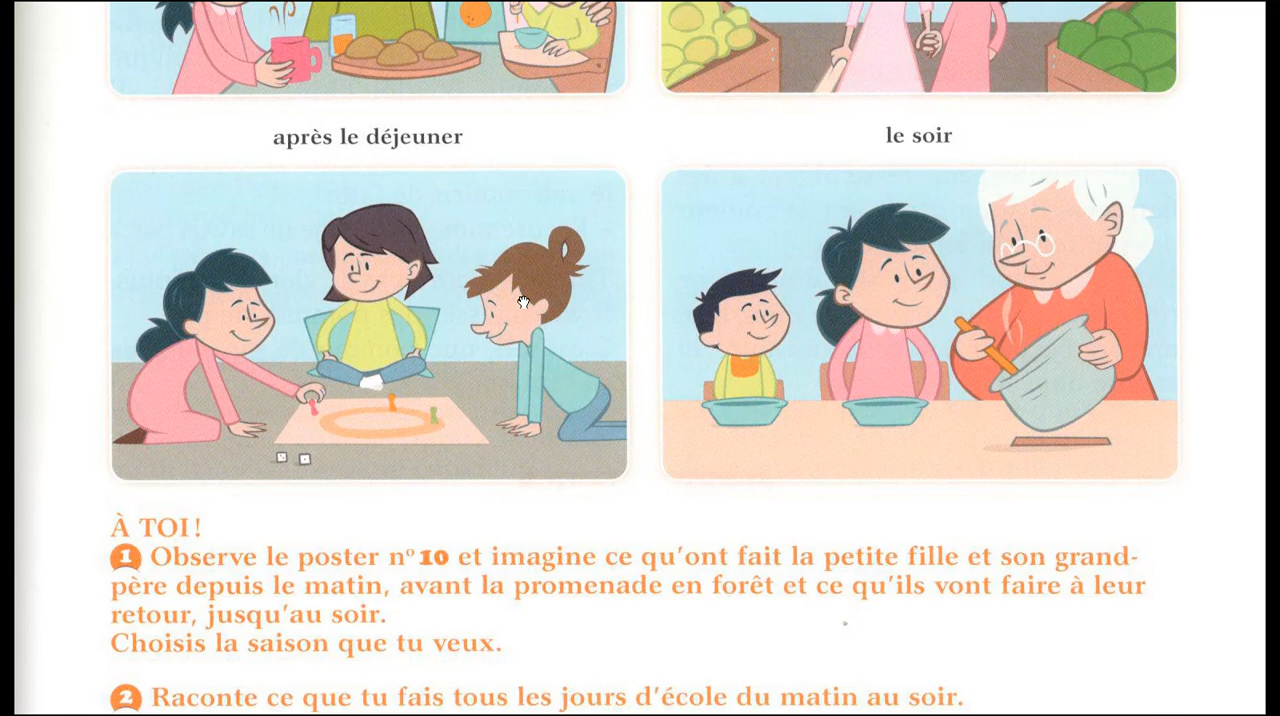 après le déjeuner
le soir
À TOI !
1 Observe le poster nº 10 et imagine ce qu'ont fait la petite fille et son grand-
père depuis le matin, avant la promenade en forêt et ce qu'ils vont faire à leur
retour, jusqu'au soir.
Choisis la saison que tu veux.
2 Raconte ce que tu fais tous les jours d'école du matin au soir.